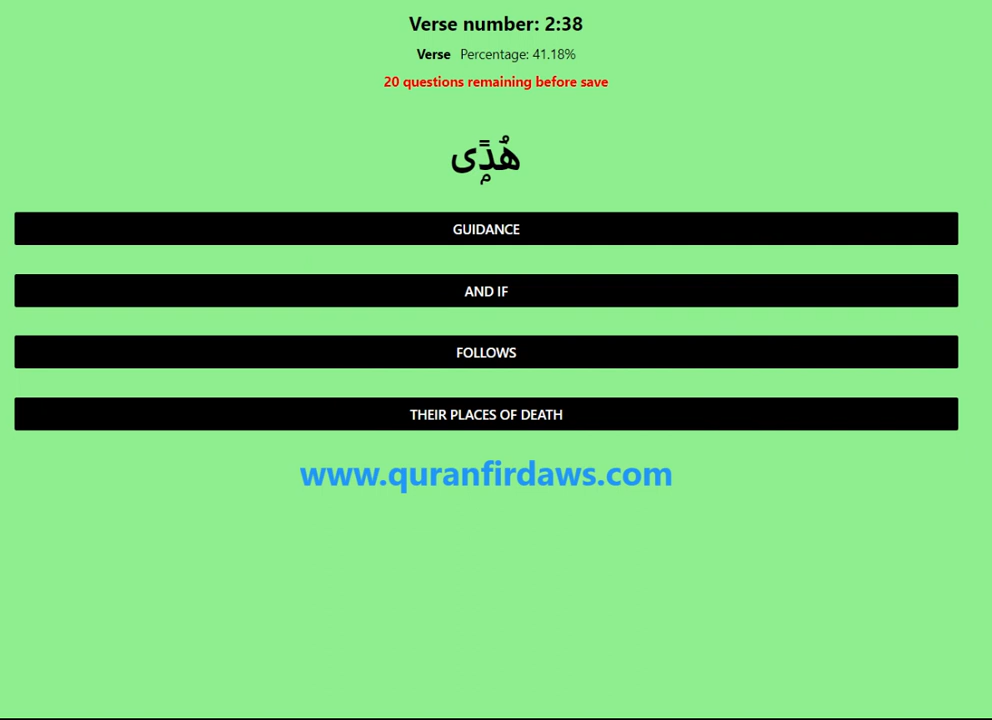 Verse number: 2:38
Verse Percentage: 41.18%
20 questions remaining before save
هُدًۭى
GUIDANCE
AND IF
FOLLOWS
THEIR PLACES OF DEATH
www.quranfirdaws.com